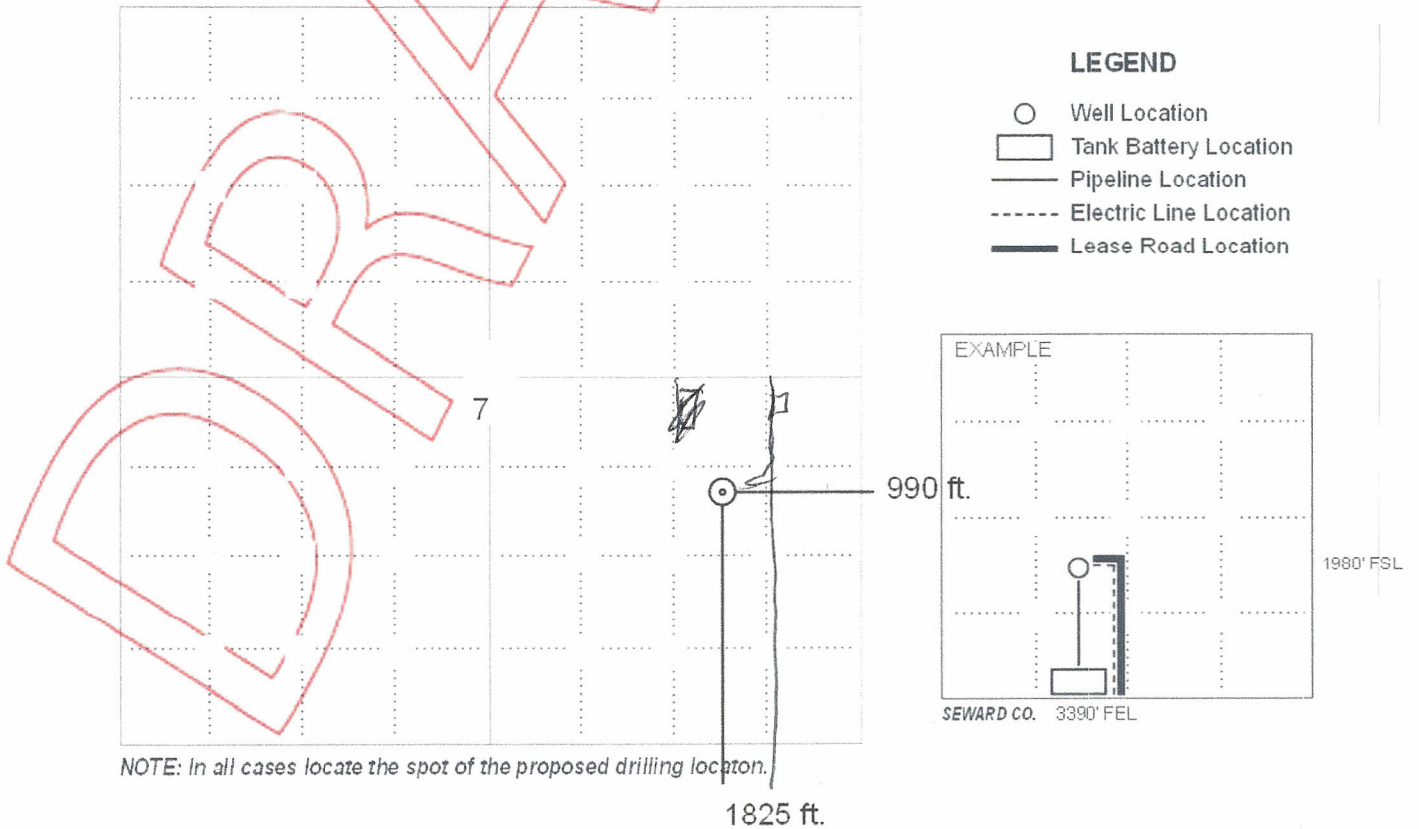 DRA
LEGEND
Well Location
Tank Battery Location
Pipeline Location
Electric Line Location
Lease Road Location
EXAMPLE
7
990 ft.
1980' FSL
SEWARD CO. 3390' FEL
NOTE: In all cases locate the spot of the proposed drilling locaton.
1825 ft.